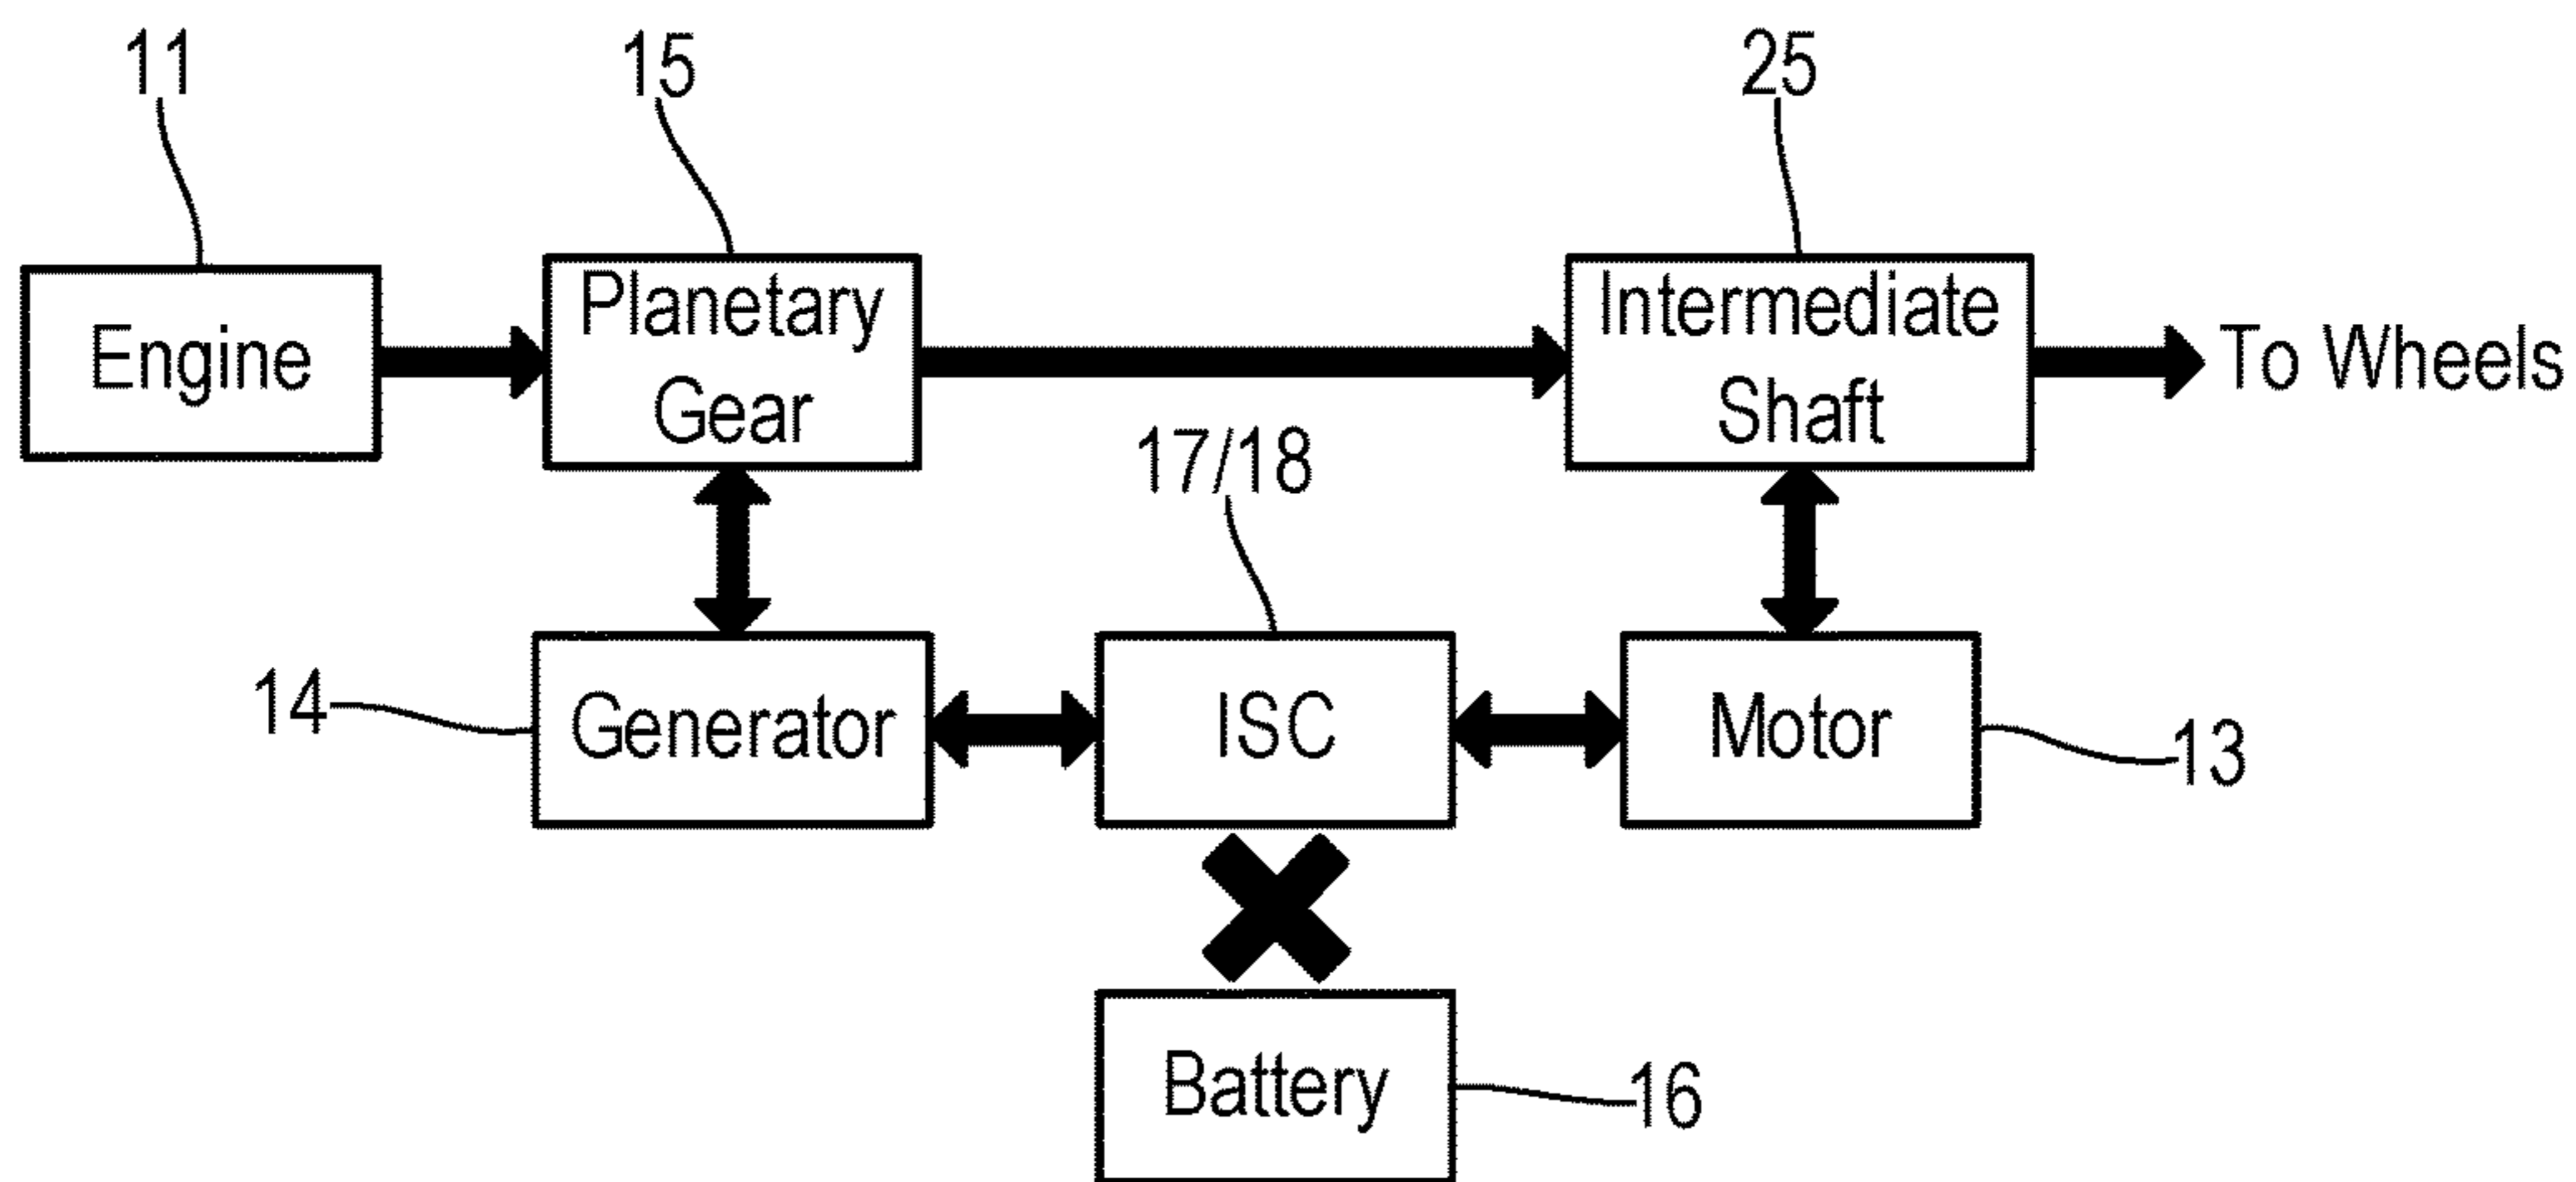 11
15
25
Engine
Planetary
Gear
Intermediate
Shaft
To Wheels
17/18
14
Generator
ISC
Motor
13
Battery
16